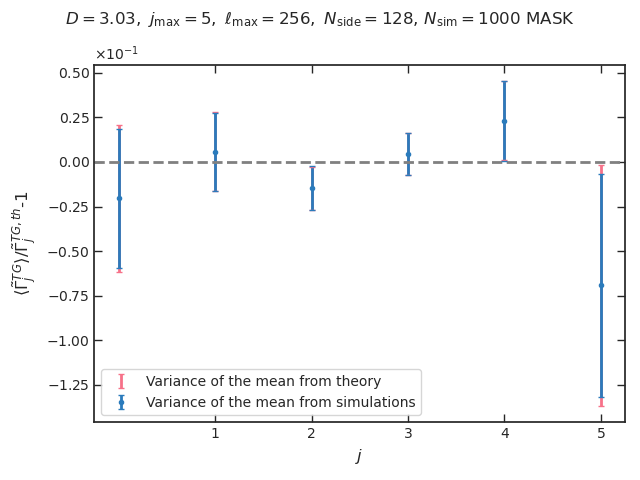 D = 3.03, j_max = 5, ℓ_max = 256, N_side = 128, N_sim = 1000 MASK
×10⁻¹
0.50
0.25
0.00
−0.25
−0.50
−0.75
−1.00
−1.25
⟨Γ̃_j^{TG}⟩/Γ̃_j^{TG, th}-1
Variance of the mean from theory
Variance of the mean from simulations
1 2 3 4 5
j